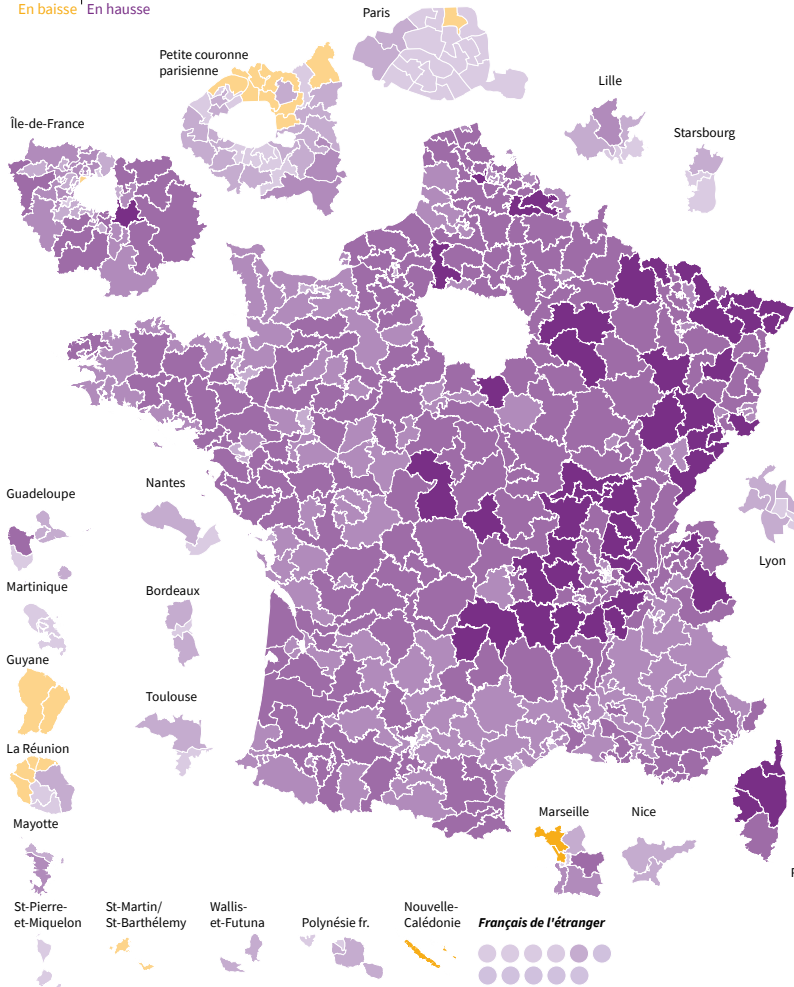 En baisse En hausse
Paris
Petite couronne
parisienne
Lille
Île-de-France
Starsbourg
Guadeloupe
Nantes
Lyon
Martinique
Bordeaux
Guyane
Toulouse
La Réunion
Marseille
Nice
Mayotte
St-Pierre-
et-Miquelon
St-Martin/
St-Barthélemy
Wallis-
et-Futuna
Polynésie fr.
Nouvelle-
Calédonie
Français de l'étranger